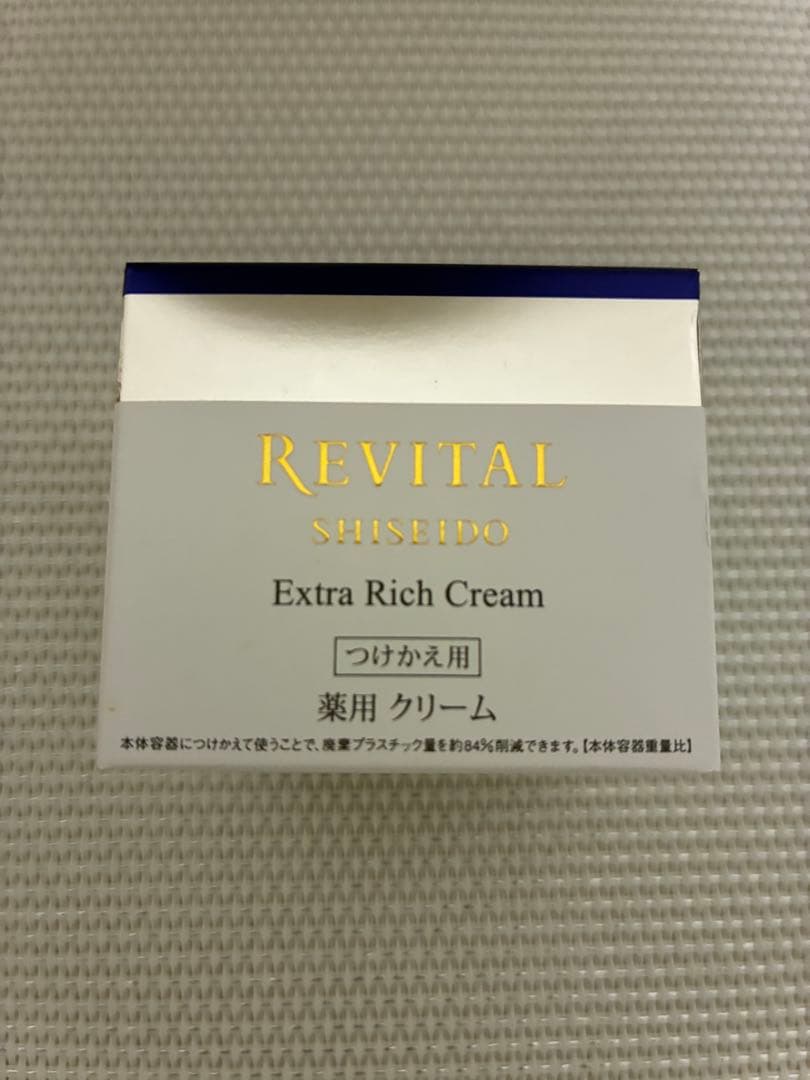 REVITAL
SHISEIDO
Extra Rich Cream
つけかえ用
薬用 クリーム
本体容器につけかえて使うことで、廃棄プラスチック量を約84%削減できます。【本体容器重量比】